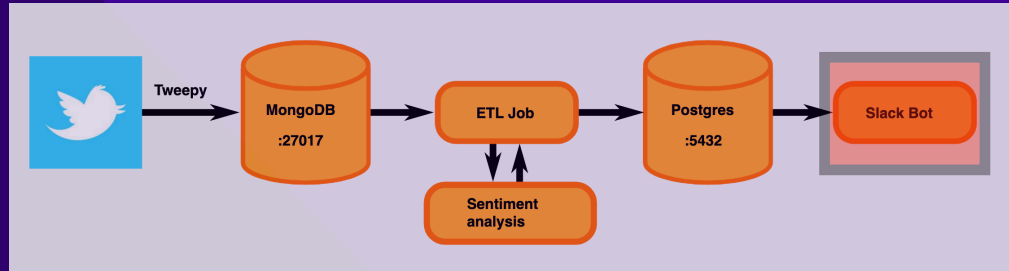 Tweepy
MongoDB
:27017
ETL Job
Sentiment
analysis
Postgres
:5432
Slack Bot